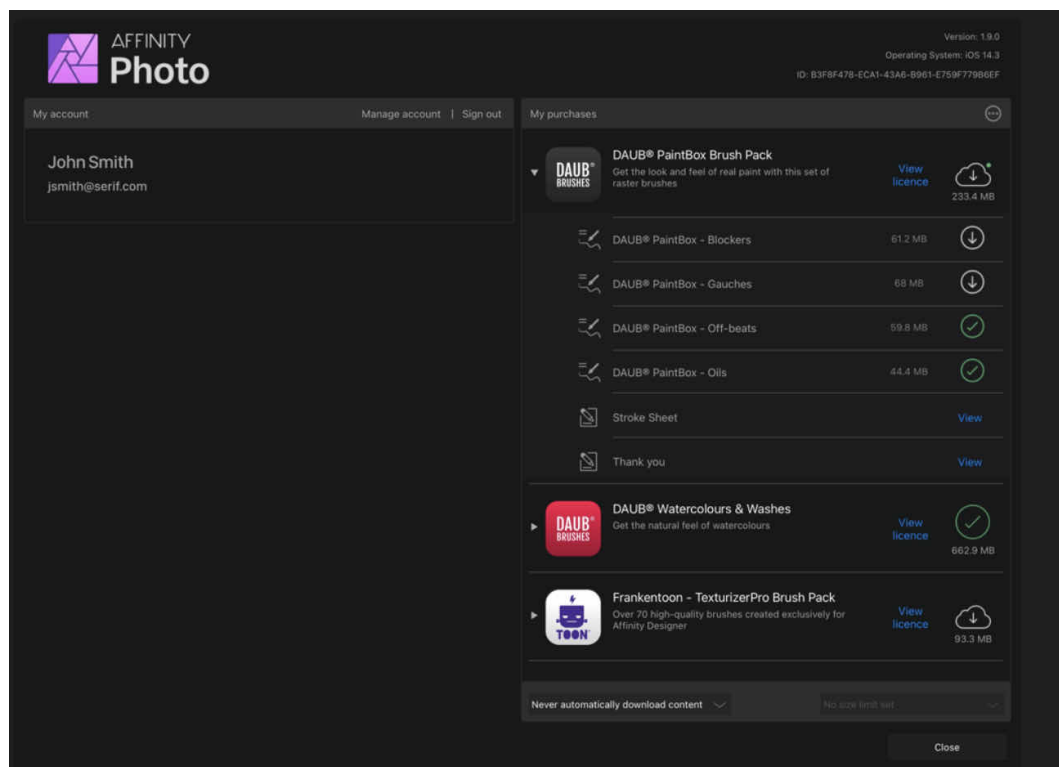 AFFINITY
Photo
Version: 1.9.0
Operating System: iOS 14.3
ID: B3F8F478-ECA1-43A6-B961-E759F779B6EF
My account
Manage account | Sign out
John Smith
jsmith@serif.com
My purchases
DAUB®
BRUSHES
DAUB® PaintBox Brush Pack
Get the look and feel of real paint with this set of
raster brushes
View
licence
233.4 MB
DAUB® PaintBox - Blockers
61.2 MB
DAUB® PaintBox - Gauches
68 MB
DAUB® PaintBox - Off-beats
59.8 MB
DAUB® PaintBox - Oils
44.4 MB
Stroke Sheet
View
Thank you
View
DAUB®
BRUSHES
DAUB® Watercolours & Washes
Get the natural feel of watercolours
View
licence
662.9 MB
TOON
Frankentoon - TexturizerPro Brush Pack
Over 70 high-quality brushes created exclusively for
Affinity Designer
View
licence
93.3 MB
Never automatically download content
No size limit set
Close